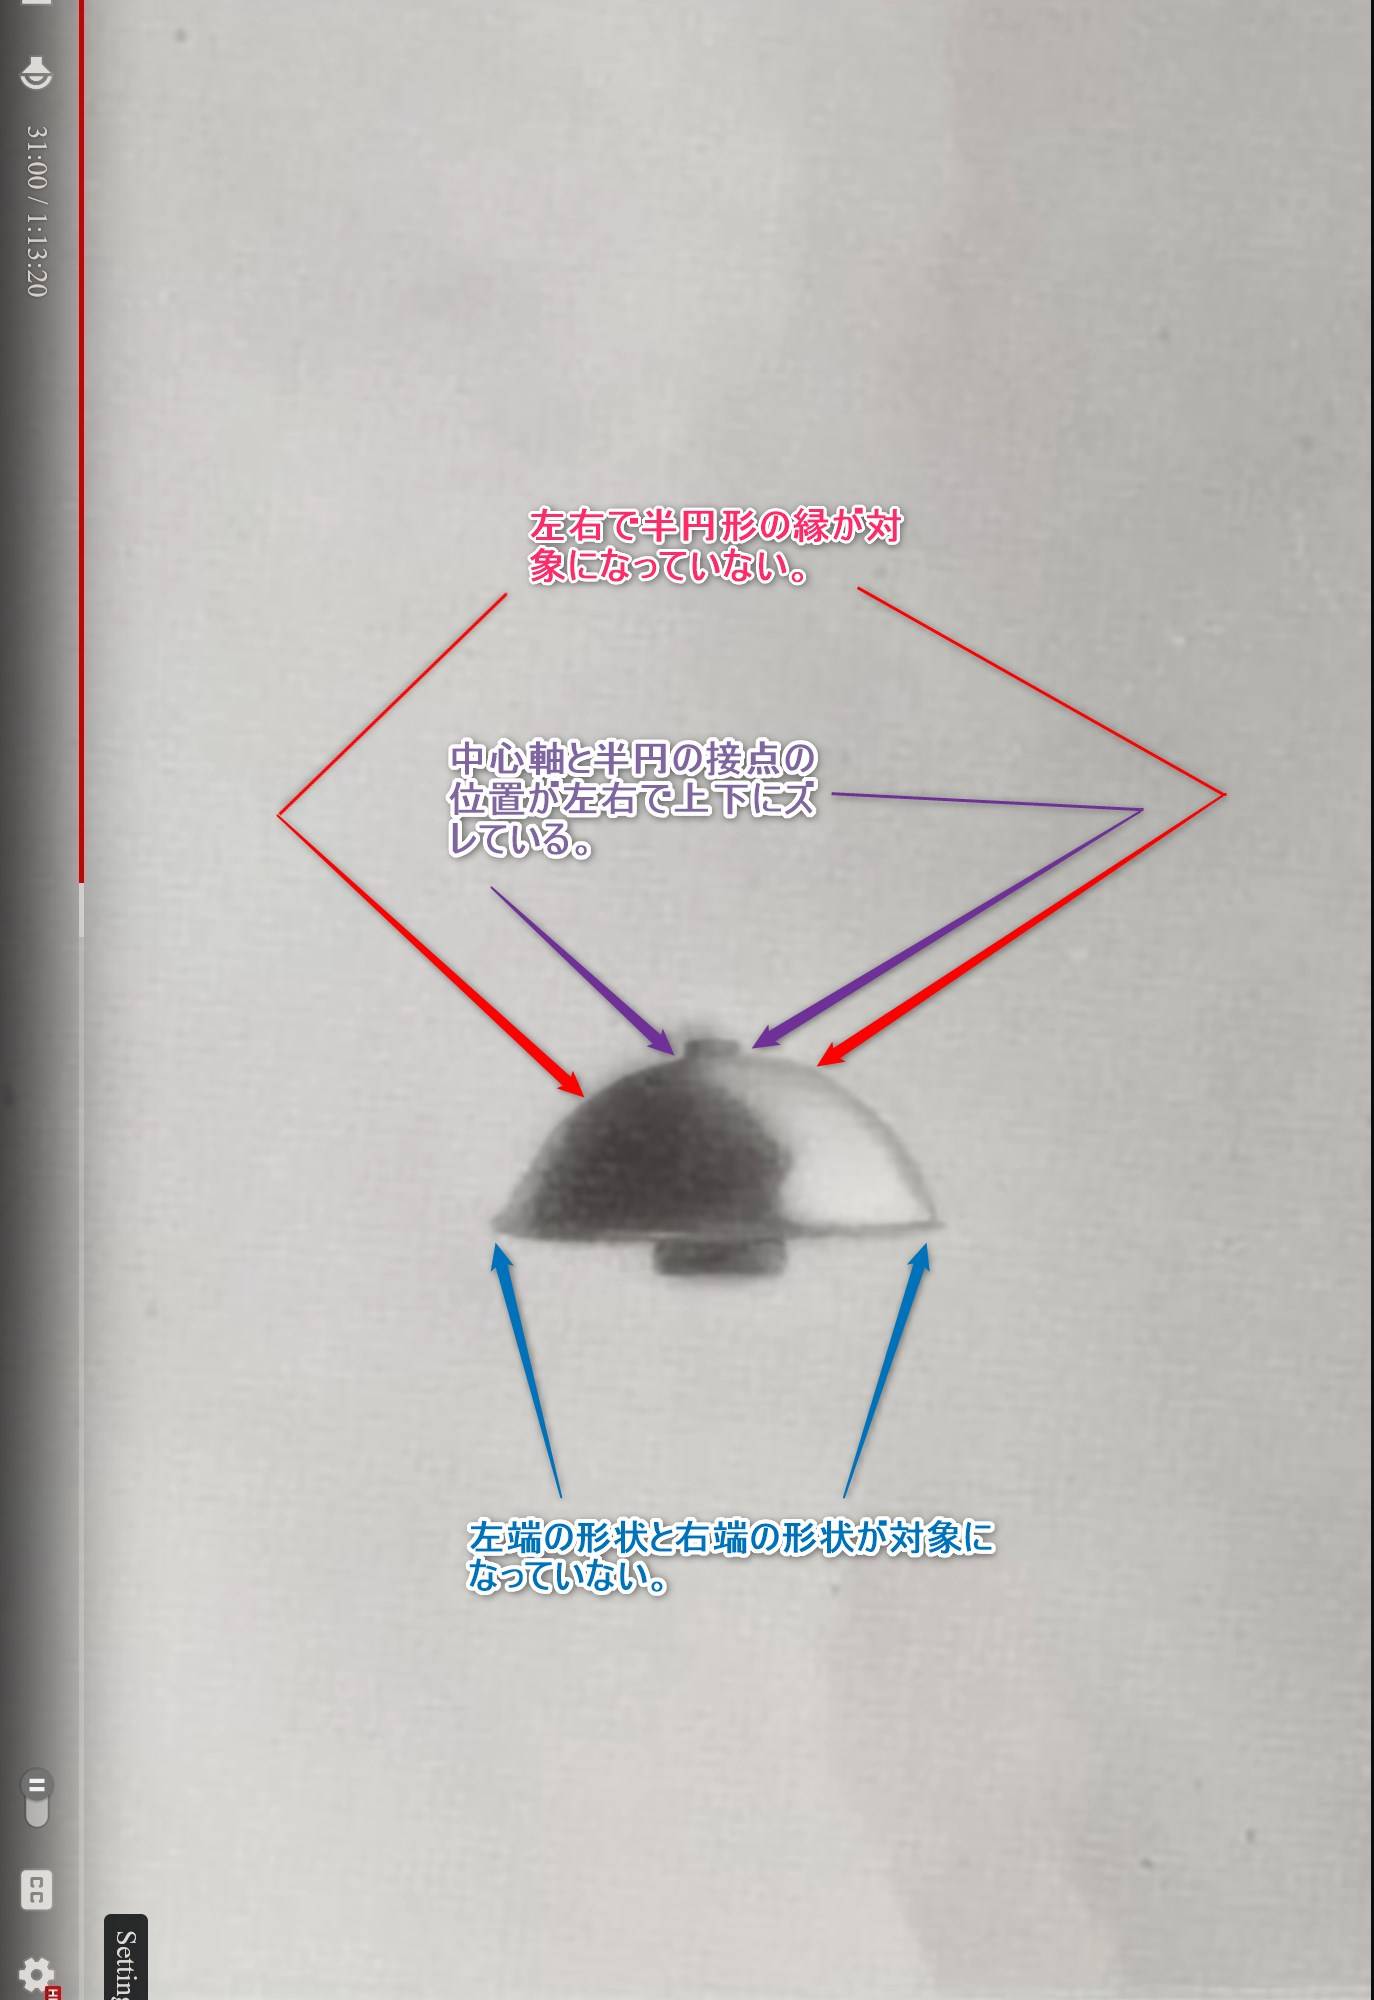 31:00 / 1:13:20
左右で半円形の縁が対
象になっていない。
中心軸と半円の接点の
位置が左右で上下にズ
レている。
左端の形状と右端の形状が対象に
なっていない。
CC